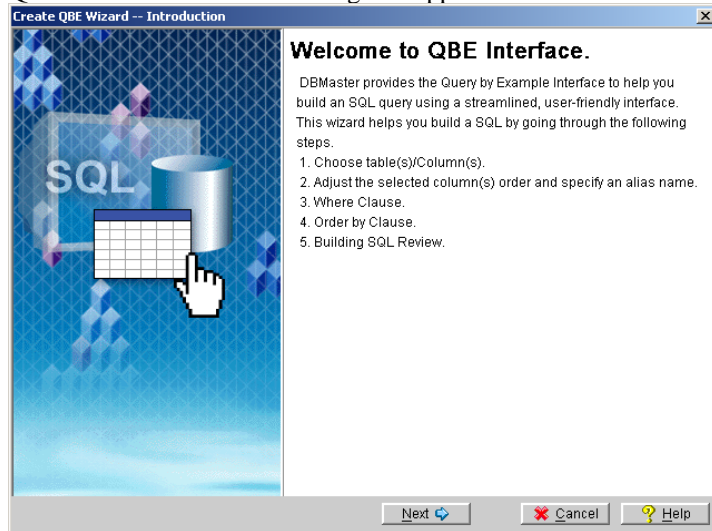 Create QBE Wizard -- Introduction
Welcome to QBE Interface.
DBMaster provides the Query by Example Interface to help you
build an SQL query using a streamlined, user-friendly interface.
This wizard helps you build a SQL by going through the following
steps.
1. Choose table(s)/Column(s).
2. Adjust the selected column(s) order and specify an alias name.
3. Where Clause.
4. Order by Clause.
5. Building SQL Review.
SQL
Next
Cancel
Help